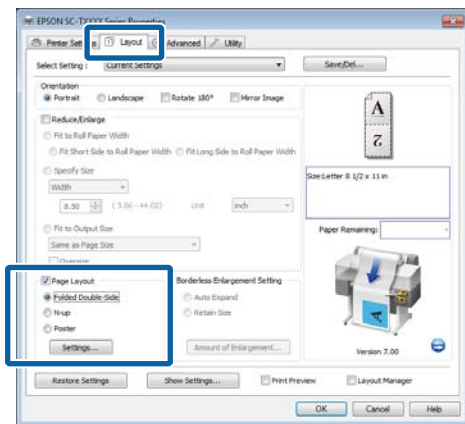 EPSON SC-TXXXX Series Properties
Printer Settings Layout Advanced Utility
Select Setting : Current Settings Save/Del...
Orientation
Portrait Landscape Rotate 180° Mirror Image
Reduce/Enlarge
Fit to Roll Paper Width
Fit Short Side to Roll Paper Width Fit Long Side to Roll Paper Width
Specify Size
Width
8.50 (3.86 - 44.02) Unit inch
Fit to Output Size
Same as Page Size
Oversize
A
Z
Size:Letter 8 1/2 x 11 in
Paper Remaining:
Page Layout
Folded Double-Side
N-up
Poster
Settings...
Borderless Enlargement Setting
Auto Expand
Retain Size
Amount of Enlargement...
A
Version 7.00
Restore Settings Show Settings... Print Preview Layout Manager
OK Cancel Help